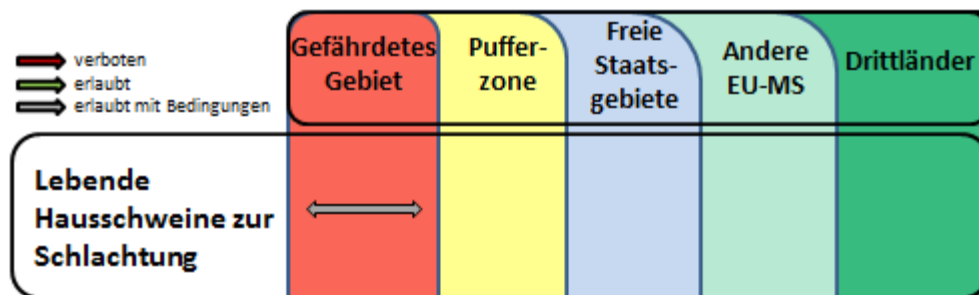 verboten
erlaubt
erlaubt mit Bedingungen
Gefährdetes
Gebiet
Puffer-
zone
Freie
Staats-
gebiete
Andere
EU-MS
Drittländer
Lebende
Hausschweine zur
Schlachtung